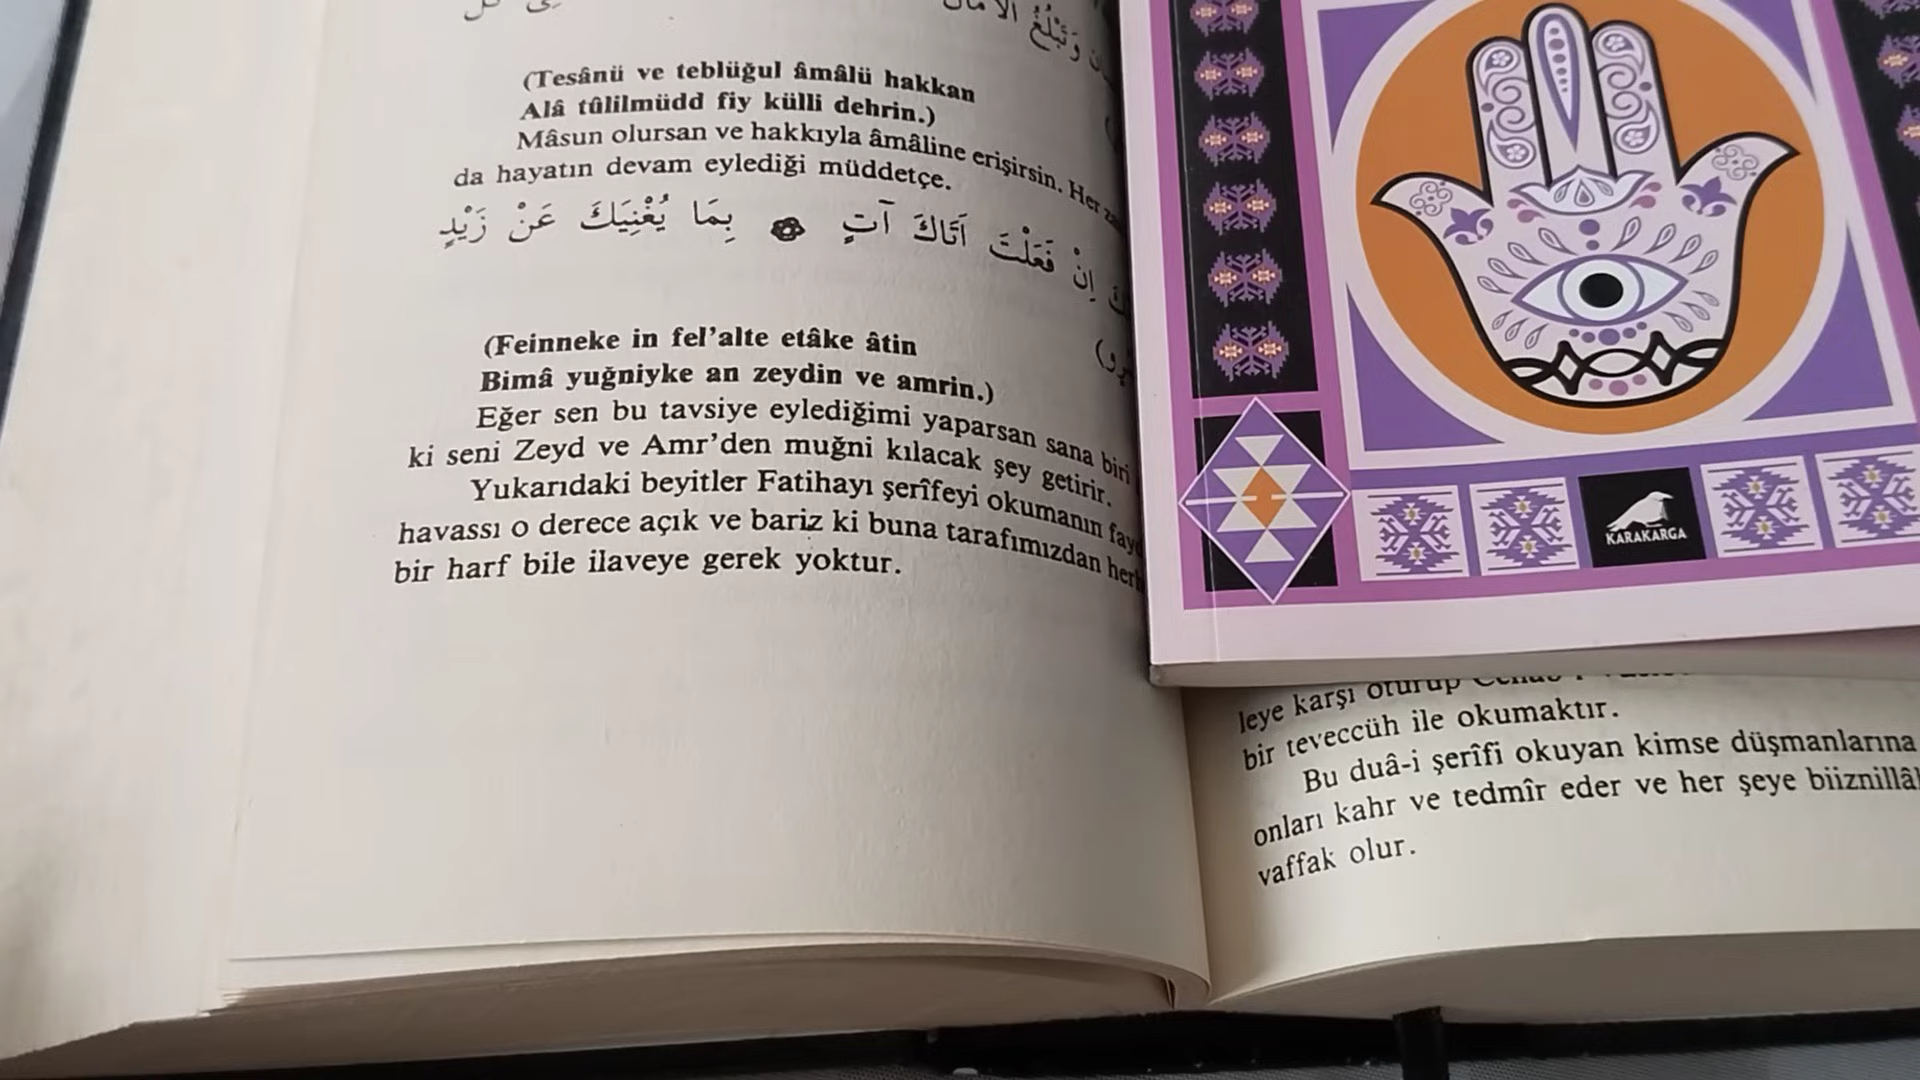 وَتَبْلُغُ
(Tesânü ve teblüğul âmâlü hakkan
Alâ tûlilmüdd fiy külli dehrin.)
Mâsun olursan ve hakkıyla âmâline erişirsin. Her
da hayatın devam eylediği müddetçe.
اِنْ فَعَلْتَ اَتَاكَ آتٍ بِمَا يُغْنِيكَ عَنْ زَيْدٍ
(Feinneke in fel’alte etâke âtin
Bimâ yuğniyke an zeydin ve amrin.)
Eğer sen bu tavsiye eylediğimi yaparsan sana biri
ki seni Zeyd ve Amr’den muğni kılacak şey getirir.
Yukarıdaki beyitler Fatihayı şerîfeyi okumanın
havassı o derece açık ve bariz ki buna tarafımızdan
bir harf bile ilaveye gerek yoktur.
KARAKARGA
leye karşı oturup
bir teveccüh ile okumaktır.
Bu duâ-i şerîfi okuyan kimse düşmanlarına
onları kahr ve tedmîr eder ve her şeye
vaffak olur.